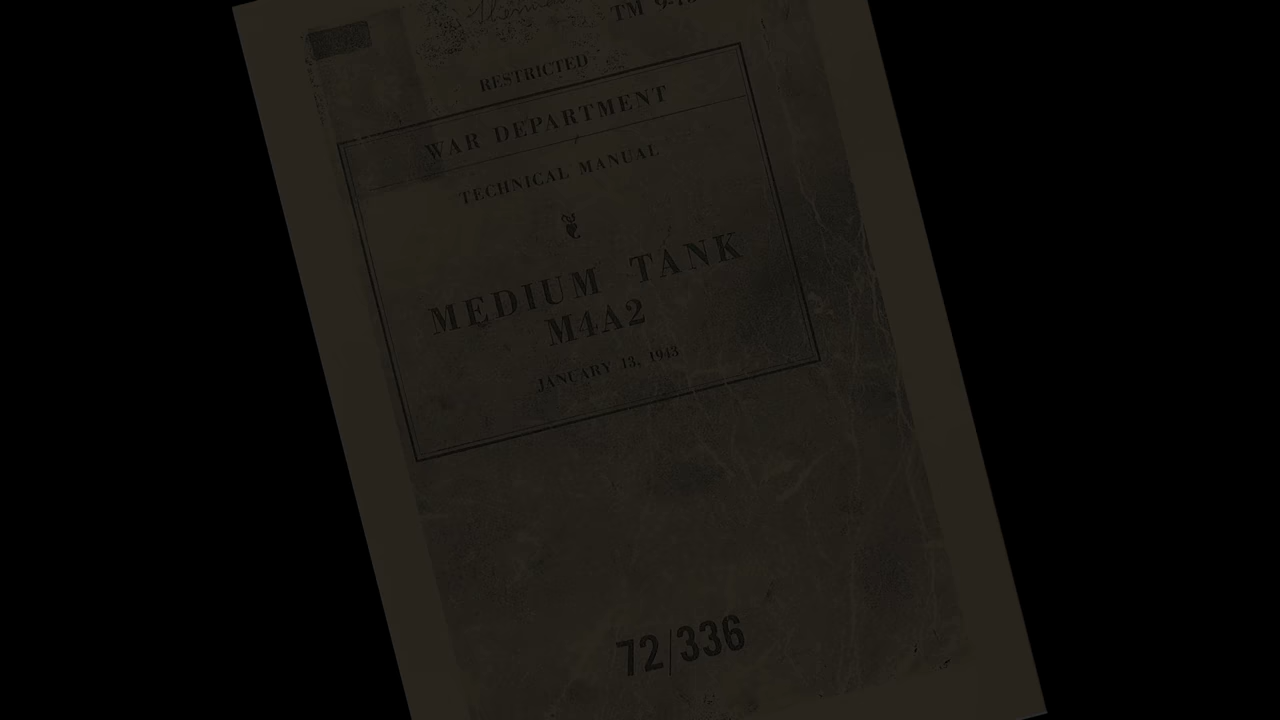 RESTRICTED
WAR DEPARTMENT
TECHNICAL MANUAL
MEDIUM TANK
M4A2
JANUARY 13, 1943
72/336